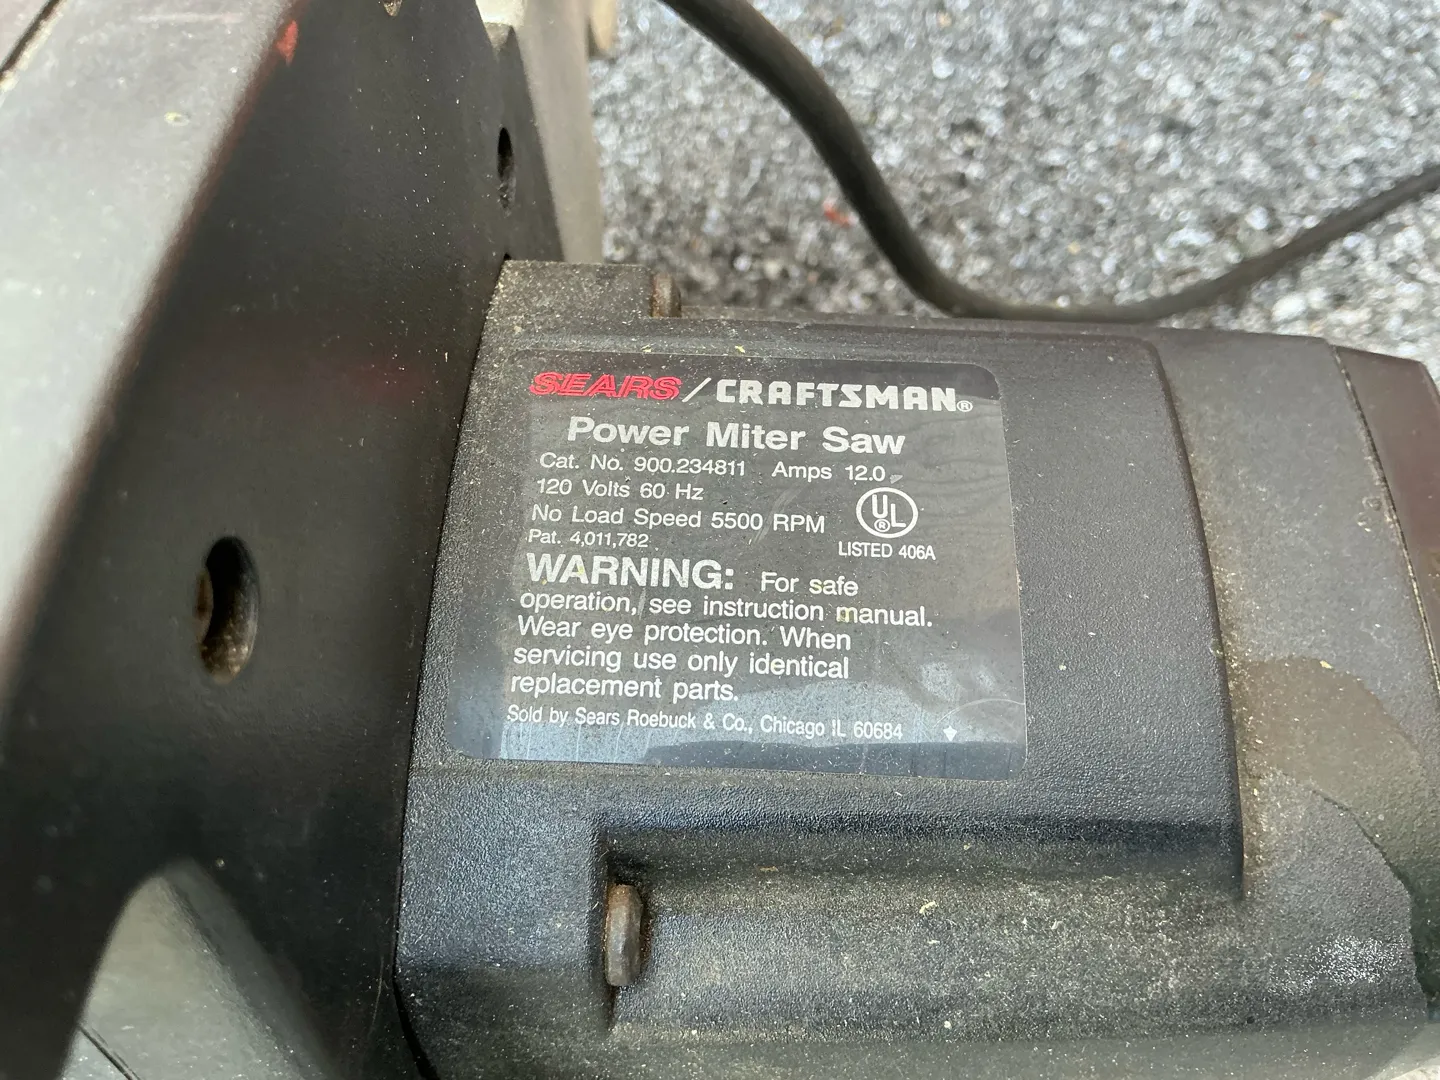 SEARS / CRAFTSMAN®
Power Miter Saw
Cat. No. 900.234811 Amps 12.0
120 Volts 60 Hz
No Load Speed 5500 RPM
UL ®
Pat. 4,011,782
LISTED 406A
WARNING: For safe
operation, see instruction manual.
Wear eye protection. When
servicing use only identical
replacement parts.
Sold by Sears Roebuck & Co., Chicago IL 60684